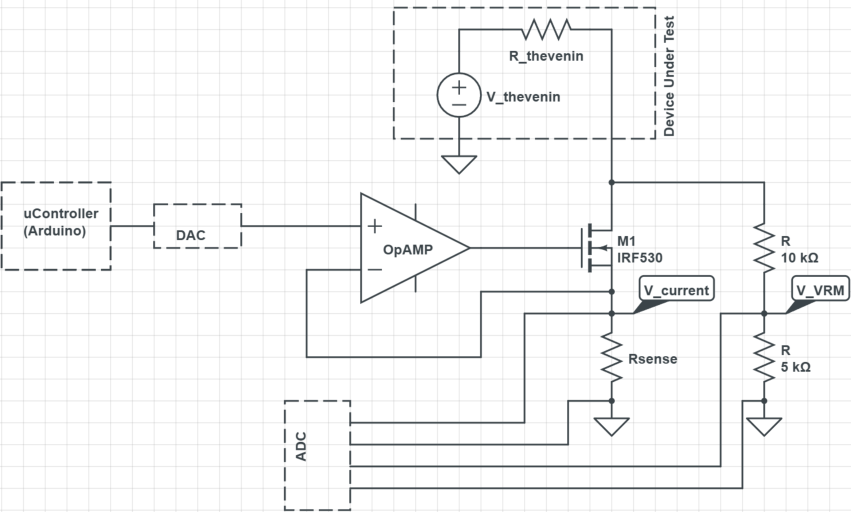 R_thevenin
+
−
V_thevenin
Device Under Test
uController
(Arduino)
DAC
+
−
OpAMP
M1
IRF530
R
10 kΩ
V_current
V_VRM
Rsense
R
5 kΩ
ADC